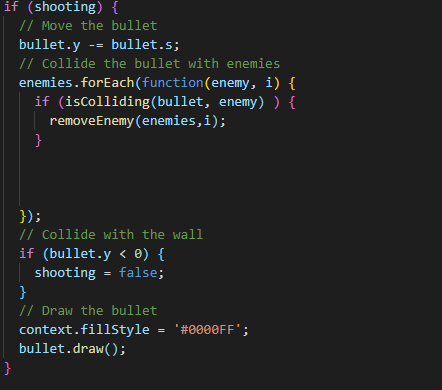 if (shooting) {
// Move the bullet
bullet.y -= bullet.s;
// Collide the bullet with enemies
enemies.forEach(function(enemy, i) {
if (isColliding(bullet, enemy) ) {
removeEnemy(enemies,i);
}
});
// Collide with the wall
if (bullet.y < 0) {
shooting = false;
}
// Draw the bullet
context.fillStyle = '#0000FF';
bullet.draw();
}